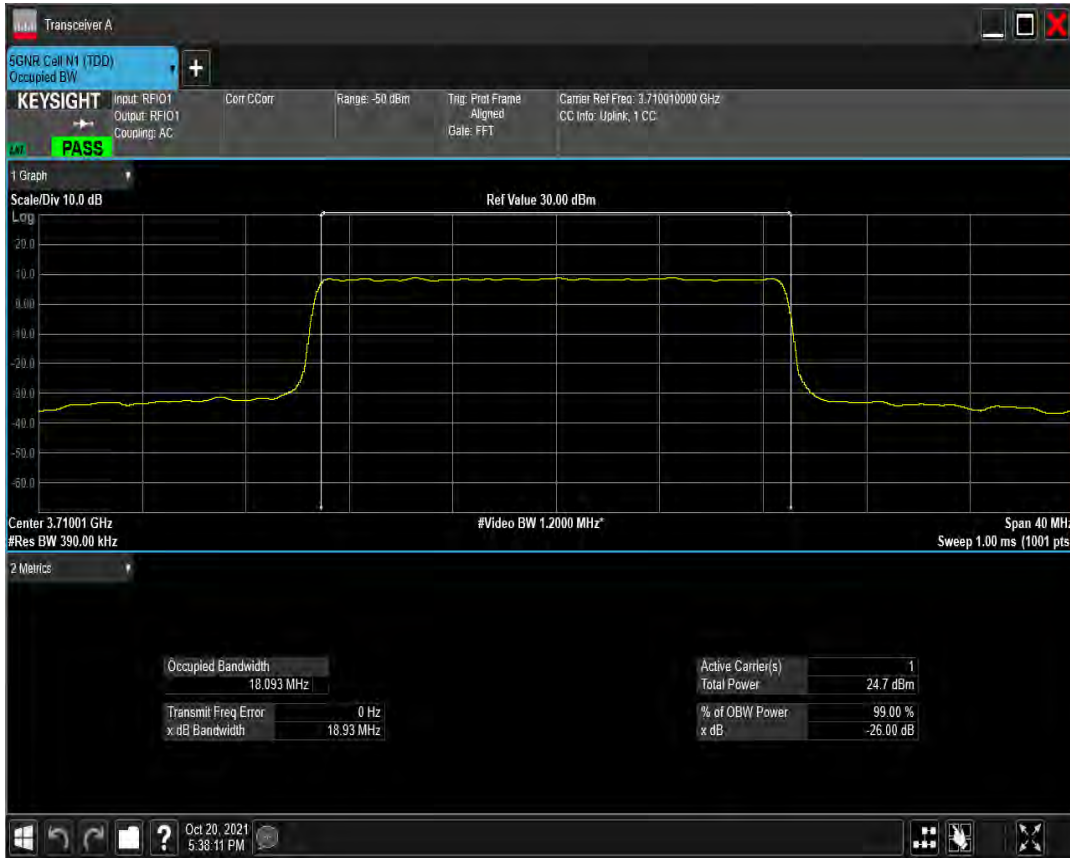 Transceiver A
5GNR Cell N1 (TDD)
Occupied BW
+
KEYSIGHT
Input: RFIO1
Output: RFIO1
Coupling: AC
Corr CCorr
Range: -50 dBm
Trig: Prot Frame
Aligned
Gate: FFT
Carrier Ref Freq: 3.710010000 GHz
CC Info: Uplink, 1 CC
PASS
1 Graph
Scale/Div 10.0 dB
Ref Value 30.00 dBm
Log
20.0
10.0
0.00
-10.0
-20.0
-30.0
-40.0
-50.0
-60.0
Center 3.71001 GHz
#Video BW 1.2000 MHz*
Span 40 MHz
#Res BW 390.00 kHz
Sweep 1.00 ms (1001 pts
2 Metrics
Occupied Bandwidth
18.093 MHz
Transmit Freq Error 0 Hz
x dB Bandwidth 18.93 MHz
Active Carrier(s) 1
Total Power 24.7 dBm
% of OBW Power 99.00 %
x dB -26.00 dB
?
Oct 20, 2021
5:38:11 PM